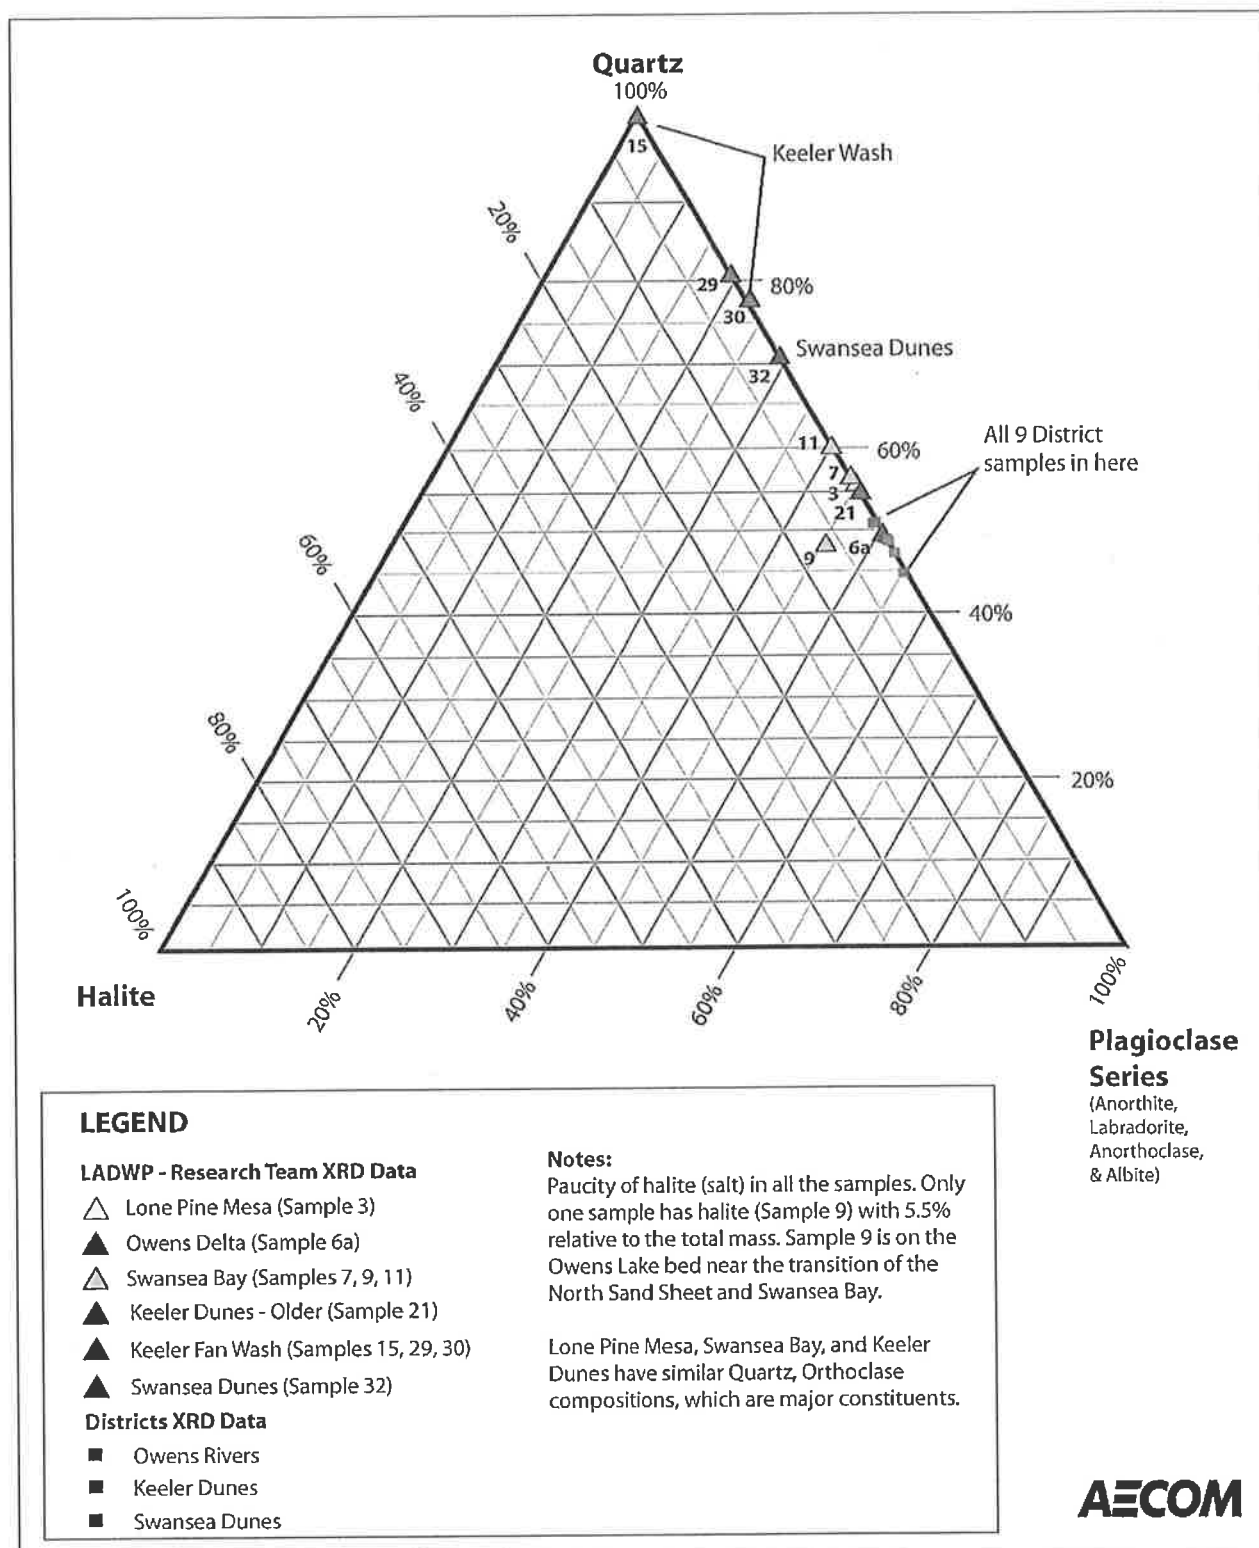 Quartz
100%
15
Keeler Wash
20%
29
80%
30
Swansea Dunes
32
40%
11
60%
All 9 District
samples in here
7
3
21
6a
9
60%
40%
80%
20%
100%
Halite
20%
40%
60%
80%
100%
Plagioclase
Series
(Anorthite,
Labradorite,
Anorthoclase,
& Albite)
LEGEND
LADWP - Research Team XRD Data
Lone Pine Mesa (Sample 3)
Owens Delta (Sample 6a)
Swansea Bay (Samples 7, 9, 11)
Keeler Dunes - Older (Sample 21)
Keeler Fan Wash (Samples 15, 29, 30)
Swansea Dunes (Sample 32)
Districts XRD Data
Owens Rivers
Keeler Dunes
Swansea Dunes
Notes:
Paucity of halite (salt) in all the samples. Only
one sample has halite (Sample 9) with 5.5%
relative to the total mass. Sample 9 is on the
Owens Lake bed near the transition of the
North Sand Sheet and Swansea Bay.
Lone Pine Mesa, Swansea Bay, and Keeler
Dunes have similar Quartz, Orthoclase
compositions, which are major constituents.
AECOM